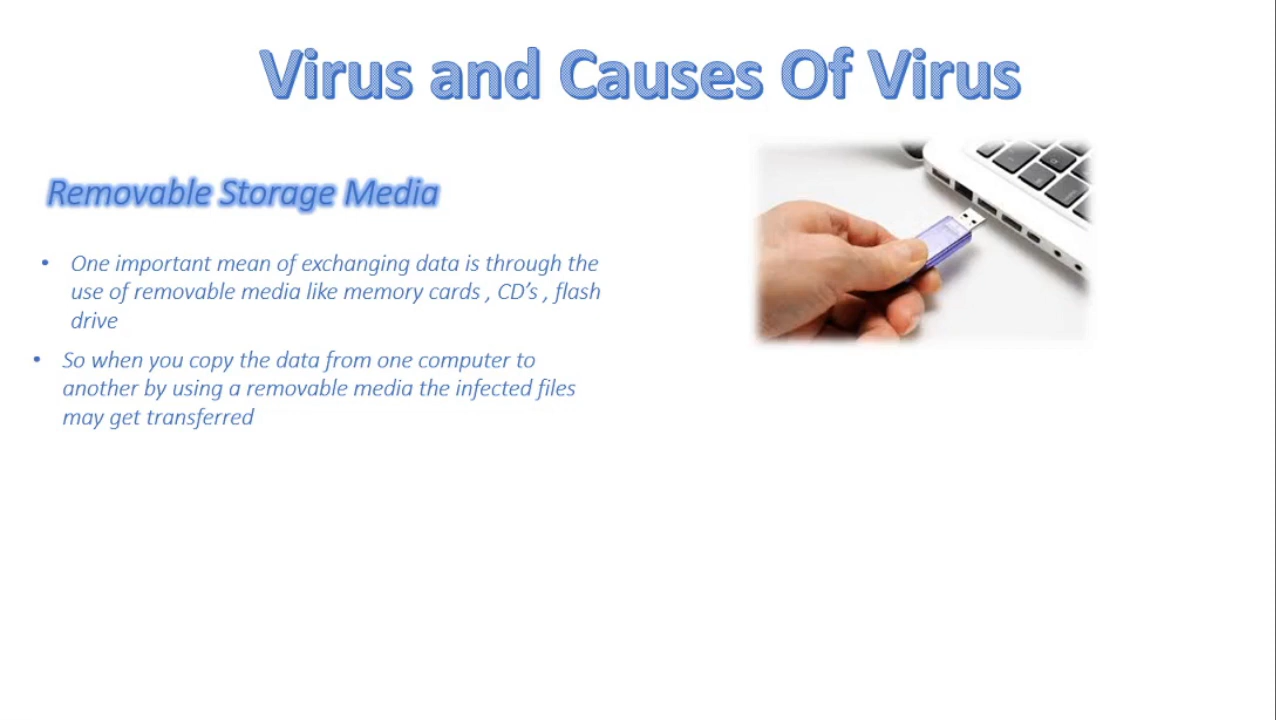 Virus and Causes Of Virus
Removable Storage Media
• One important mean of exchanging data is through the
use of removable media like memory cards , CD’s , flash
drive
• So when you copy the data from one computer to
another by using a removable media the infected files
may get transferred